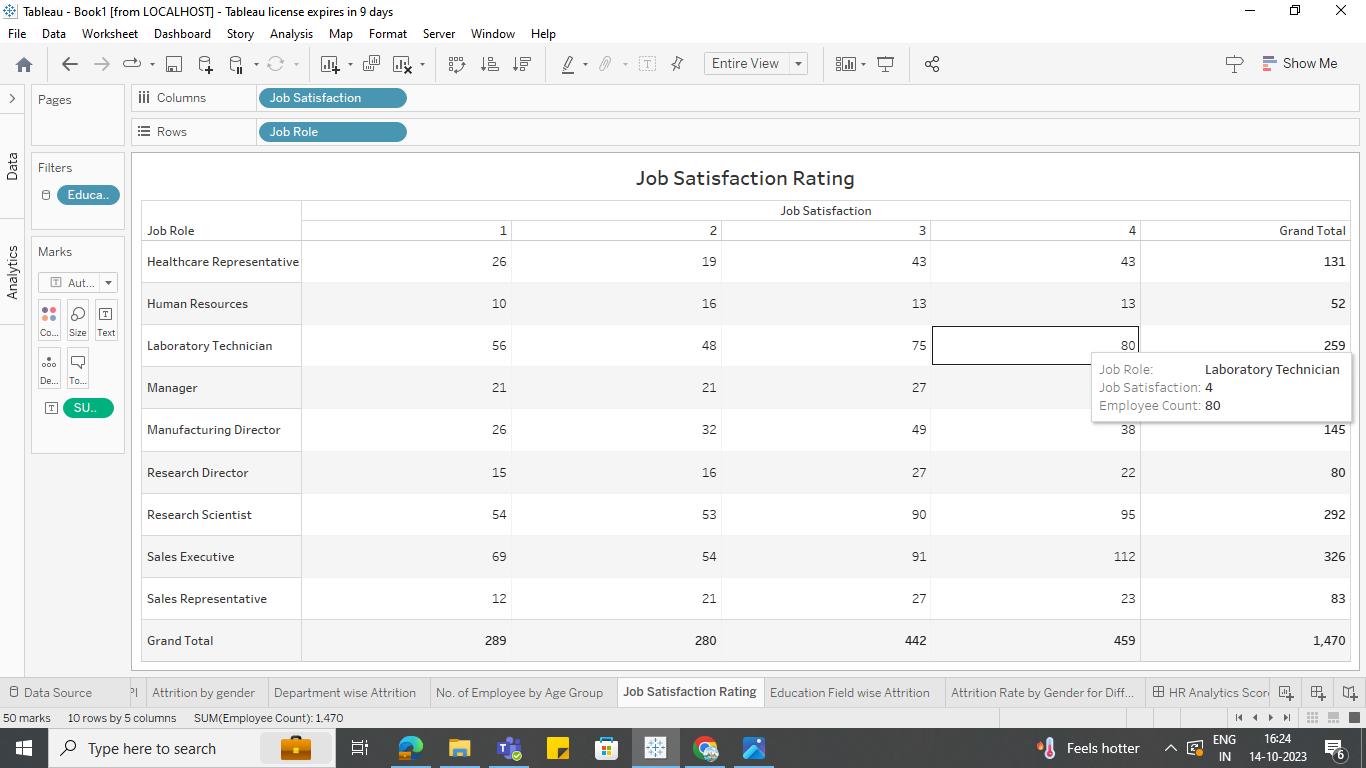 Tableau - Book1 [from LOCALHOST] - Tableau license expires in 9 days
File Data Worksheet Dashboard Story Analysis Map Format Server Window Help
Entire View
Show Me
Pages
Columns Job Satisfaction
Rows Job Role
Data
Analytics
Filters
Educa..
Marks
Aut...
Co... Size Text
De... To...
SU..
Job Satisfaction Rating
Job Satisfaction
Job Role 1 2 3 4 Grand Total
Healthcare Representative 26 19 43 43 131
Human Resources 10 16 13 13 52
Laboratory Technician 56 48 75 80 259
Manager 21 21 27
Manufacturing Director 26 32 49 38 145
Research Director 15 16 27 22 80
Research Scientist 54 53 90 95 292
Sales Executive 69 54 91 112 326
Sales Representative 12 21 27 23 83
Grand Total 289 280 442 459 1,470
Job Role: Laboratory Technician
Job Satisfaction: 4
Employee Count: 80
Data Source PI Attrition by gender Department wise Attrition No. of Employee by Age Group Job Satisfaction Rating Education Field wise Attrition Attrition Rate by Gender for Diff... HR Analytics Scor
50 marks 10 rows by 5 columns SUM(Employee Count): 1,470
Type here to search
Feels hotter
ENG
IN
16:24
14-10-2023
6